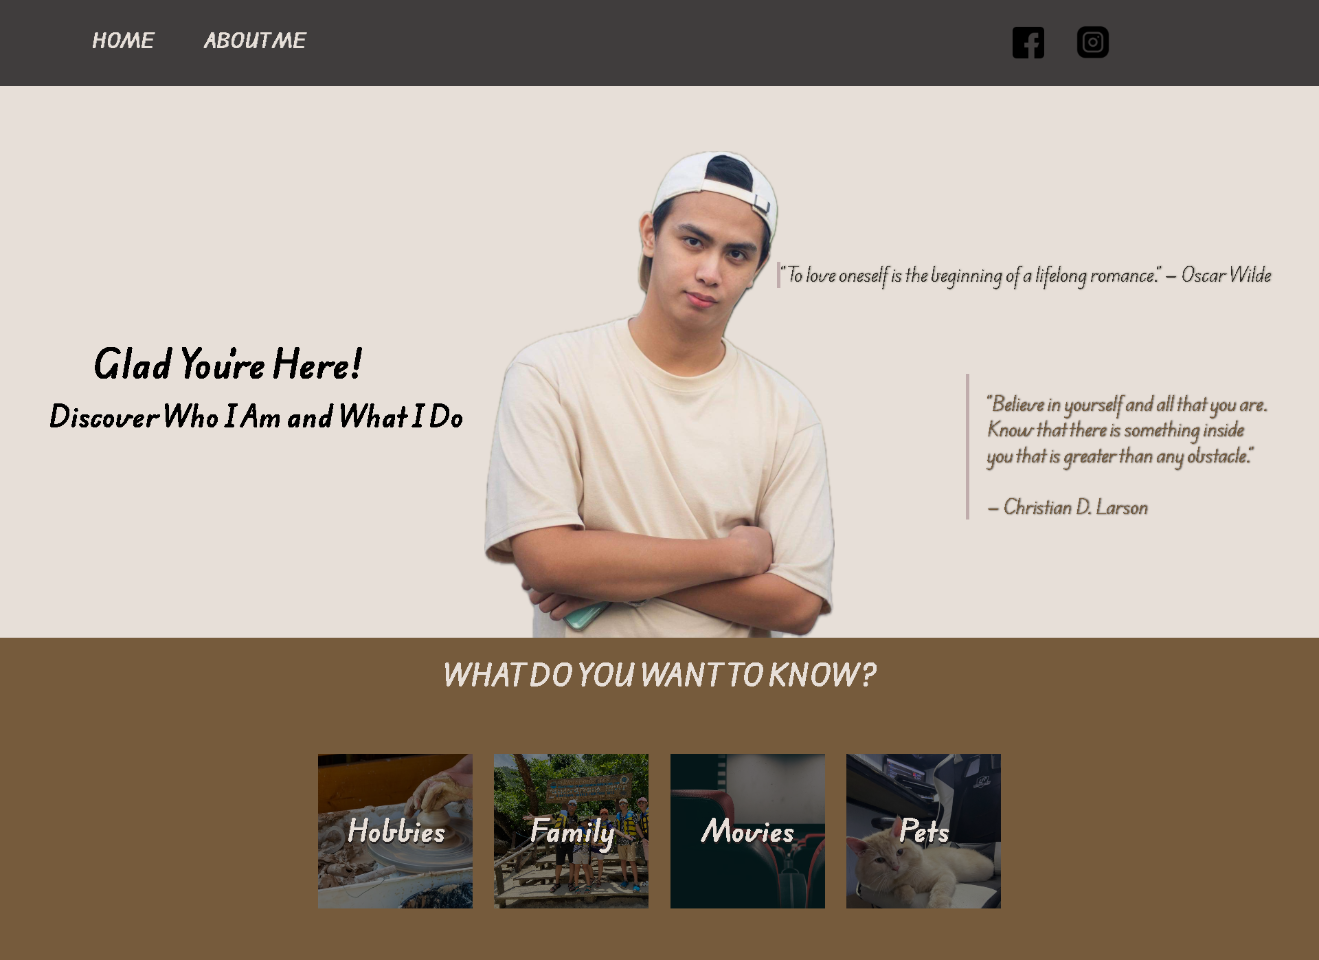 HOME ABOUT ME
"To love oneself is the beginning of a lifelong romance." – Oscar Wilde
Glad You're Here!
Discover Who I Am and What I Do
"Believe in yourself and all that you are.
Know that there is something inside
you that is greater than any obstacle."
– Christian D. Larson
WHAT DO YOU WANT TO KNOW?
Hobbies
Family
Movies
Pets